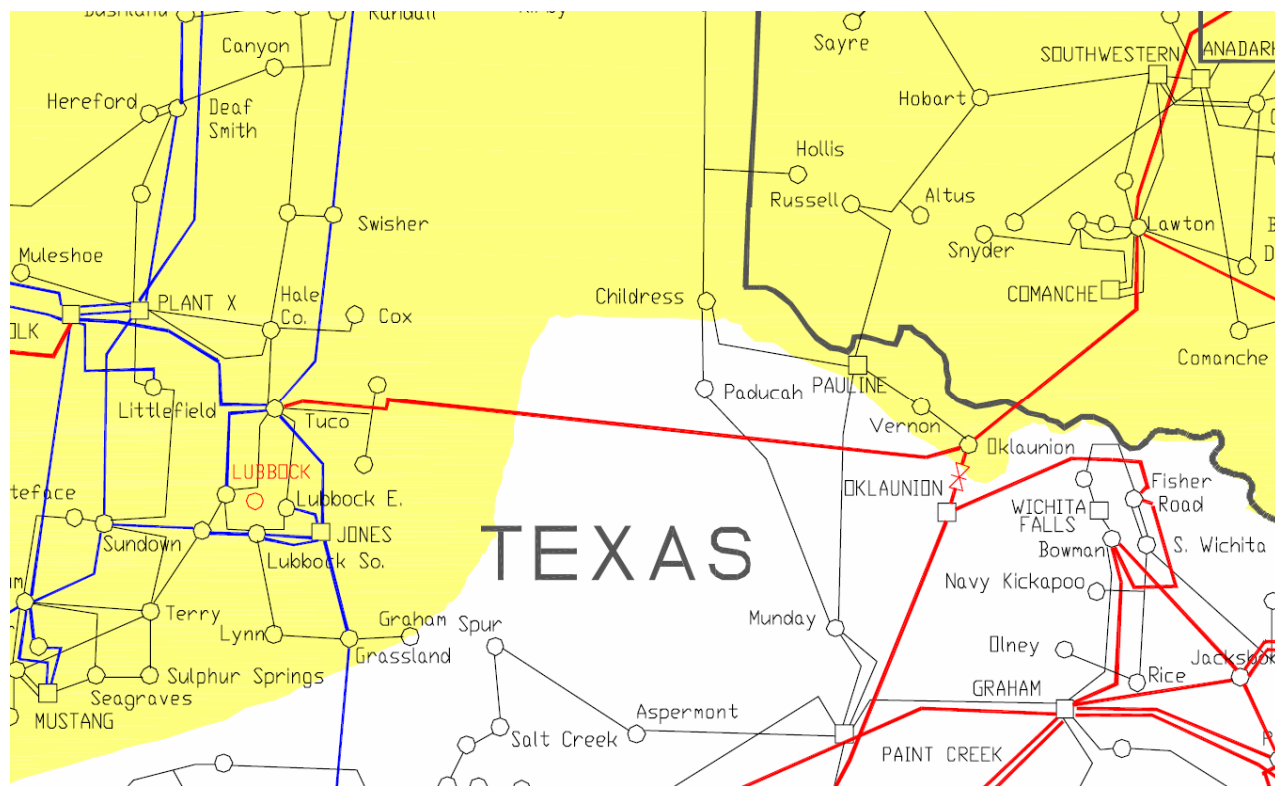 Canyon
Sayre
SOUTHWESTERN
Hereford
Deaf
Smith
Hobart
Hollis
Russell
Altus
Swisher
Snyder
Lawton
Muleshoe
PLANT X
Hale
Co.
Cox
Childress
COMANCHE
Comanche
Littlefield
Tuco
Paducah
PAULINE
Vernon
Oklaunion
LUBBOCK
OKLAUNION
Lubbock E.
WICHITA
FALLS
Fisher
Road
Sundown
JONES
TEXAS
Bowman
S. Wichita
Lubbock So.
Navy Kickapoo
Terry
Lynn
Graham
Spur
Munday
Grassland
Olney
Sulphur Springs
Seagraves
GRAHAM
Rice
MUSTANG
Aspermont
Salt Creek
PAINT CREEK